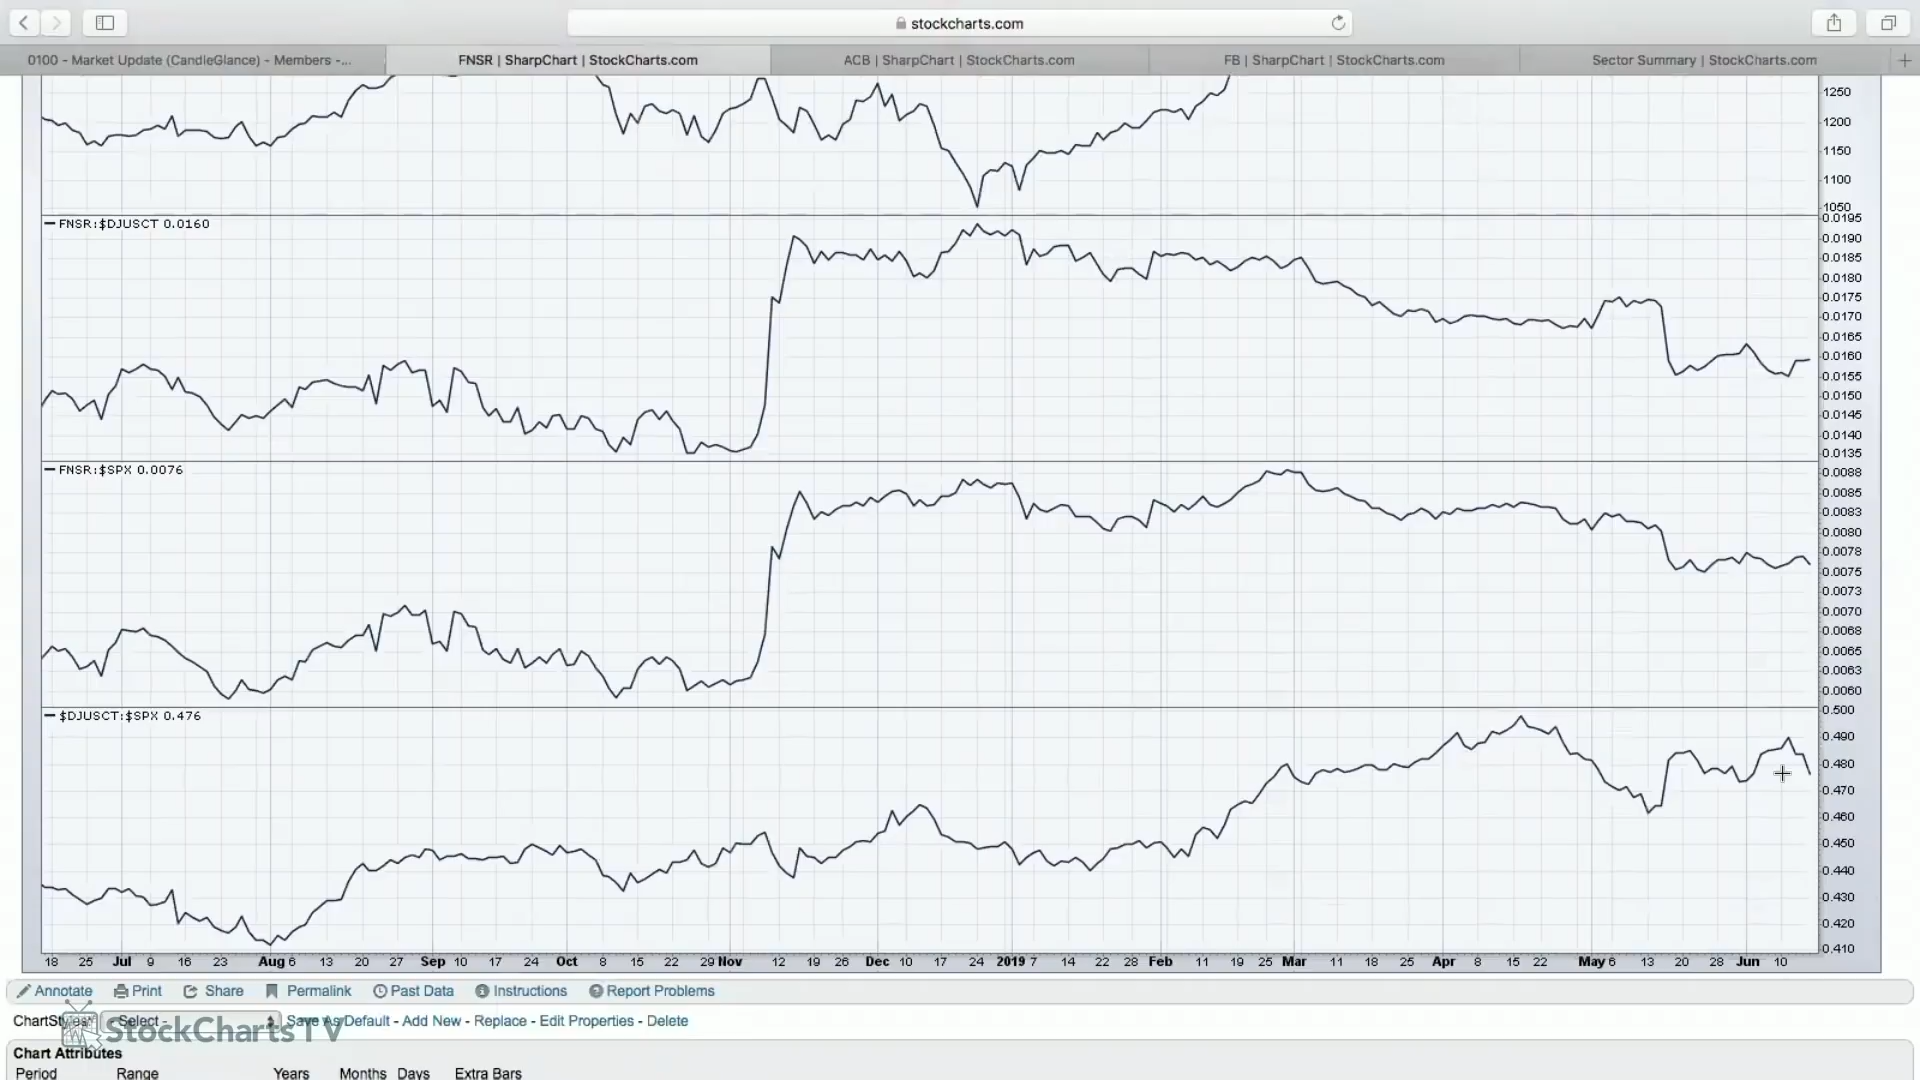 stockcharts.com
0100 - Market Update (CandleGlance) - Members -...
FNSR | SharpChart | StockCharts.com
ACB | SharpChart | StockCharts.com
FB | SharpChart | StockCharts.com
Sector Summary | StockCharts.com
1250
1200
1150
1100
1050
FNSR:$DJUSCT 0.0160
0.0195
0.0190
0.0185
0.0180
0.0175
0.0170
0.0165
0.0160
0.0155
0.0150
0.0145
0.0140
0.0135
FNSR:$SPX 0.0076
0.0088
0.0085
0.0083
0.0080
0.0078
0.0075
0.0073
0.0070
0.0068
0.0065
0.0063
0.0060
$DJUSCT:$SPX 0.476
0.500
0.490
0.480
0.470
0.460
0.450
0.440
0.430
0.420
0.410
18 25 Jul 9 16 23 Aug 6 13 20 27 Sep 10 17 24 Oct 8 15 22 29 Nov 12 19 26 Dec 10 17 24 2019 7 14 22 28 Feb 11 19 25 Mar 11 18 25 Apr 8 15 22 May 6 13 20 28 Jun 10
Annotate Print Share Permalink Past Data Instructions Report Problems
ChartStyles - Select - Save As Default - Add New - Replace - Edit Properties - Delete
StockChartsTV
Chart Attributes
Period Range Years Months Days Extra Bars